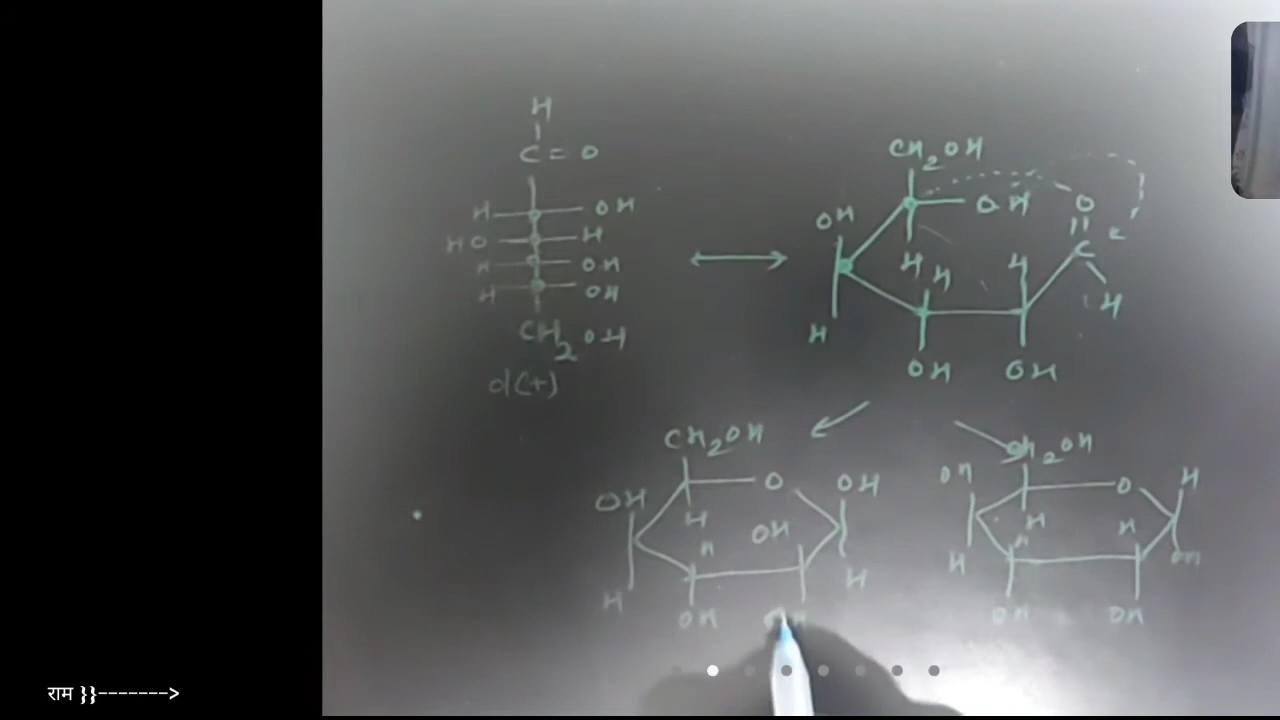 H
C = O
H OH
HO H
H OH
H OH
CH2OH
d(+)
CH2OH
OH OH O
C
H H H H
H
OH OH
CH2OH
OH O OH
H
H OH
H H
OH
CH2OH
OH O H
H H H
H OH
OH OH
राम }}------->